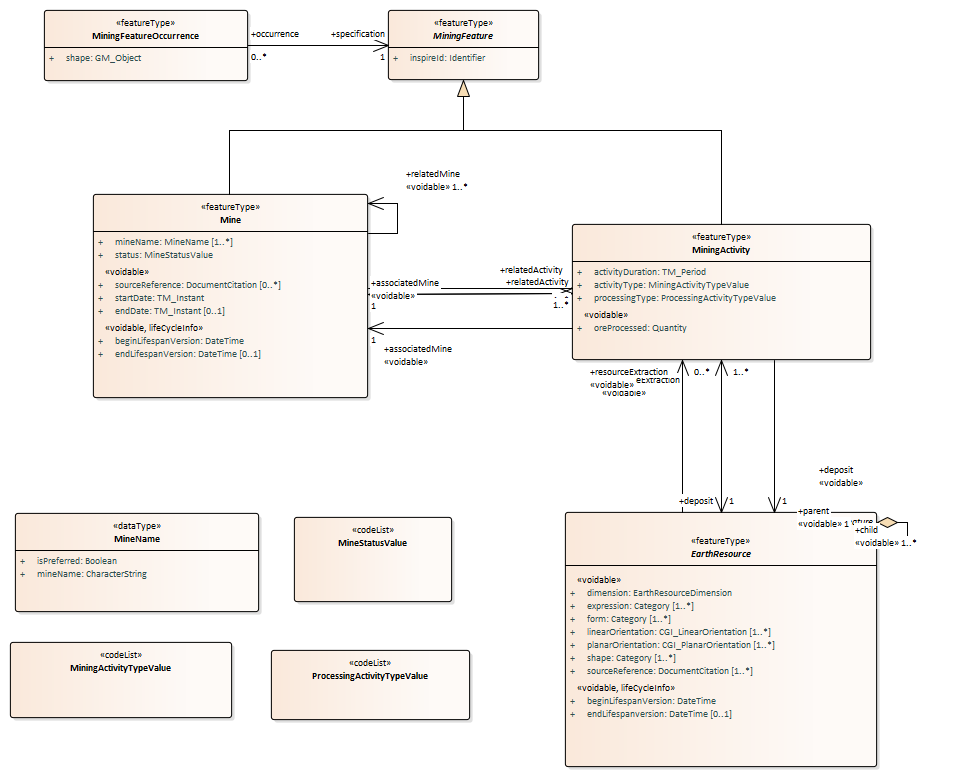 «featureType»
MiningFeatureOccurrence
+ shape: GM_Object
+occurrence
0..*
+specification
1
«featureType»
MiningFeature
+ inspireId: Identifier
+relatedMine
«voidable» 1..*
«featureType»
Mine
+ mineName: MineName [1..*]
+ status: MineStatusValue
«voidable»
+ sourceReference: DocumentCitation [0..*]
+ startDate: TM_Instant
+ endDate: TM_Instant [0..1]
«voidable, lifeCycleInfo»
+ beginLifespanVersion: DateTime
+ endLifespanVersion: DateTime [0..1]
+associatedMine
«voidable»
1
+relatedActivity
+relatedActivity
1..*
1
+associatedMine
«voidable»
«featureType»
MiningActivity
+ activityDuration: TM_Period
+ activityType: MiningActivityTypeValue
+ processingType: ProcessingActivityTypeValue
«voidable»
+ oreProcessed: Quantity
+resourceExtraction
«voidable»
eExtraction
«voidable»
0..*
1..*
+deposit
«voidable»
+deposit
1
1
+parent
«voidable» 1
+child
«voidable» 1..*
«featureType»
EarthResource
«voidable»
+ dimension: EarthResourceDimension
+ expression: Category [1..*]
+ form: Category [1..*]
+ linearOrientation: CGI_LinearOrientation [1..*]
+ planarOrientation: CGI_PlanarOrientation [1..*]
+ shape: Category [1..*]
+ sourceReference: DocumentCitation [1..*]
«voidable, lifeCycleInfo»
+ beginLifespanVersion: DateTime
+ endLifespanversion: DateTime [0..1]
«dataType»
MineName
+ isPreferred: Boolean
+ mineName: CharacterString
«codeList»
MineStatusValue
«codeList»
MiningActivityTypeValue
«codeList»
ProcessingActivityTypeValue